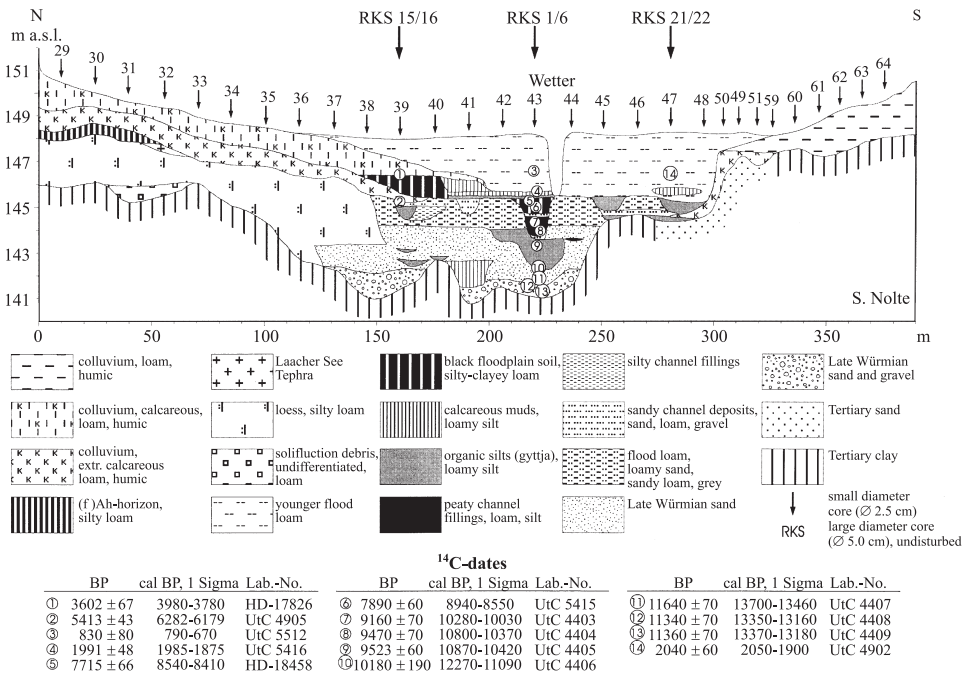 N
S
RKS 15/16
RKS 1/6
RKS 21/22
m a.s.l.
Wetter
29 30 31 32 33 34 35 36 37 38 39 40 41 42 43 44 45 46 47 48 50 49 51 59 60 61 62 63 64
151
149
147
145
143
141
① ② ③ ④ ⑤ ⑥ ⑦ ⑧ ⑨ ⑩ ⑪ ⑫ ⑬ ⑭
S. Nolte
0 50 100 150 200 250 300 350 m
colluvium, loam,
humic
colluvium, calcareous,
loam, humic
colluvium,
extr. calcareous
loam, humic
(f )Ah-horizon,
silty loam
Laacher See
Tephra
loess, silty loam
solifluction debris,
undifferentiated,
loam
younger flood
loam
black floodplain soil,
silty-clayey loam
calcareous muds,
loamy silt
organic silts (gyttja),
loamy silt
peaty channel
fillings, loam, silt
silty channel fillings
sandy channel deposits,
sand, loam, gravel
flood loam,
loamy sand,
sandy loam, grey
Late Würmian sand
Late Würmian
sand and gravel
Tertiary sand
Tertiary clay
small diameter
core (Ø 2.5 cm)
RKS large diameter core
(Ø 5.0 cm), undisturbed
¹⁴C-dates
BP cal BP, 1 Sigma Lab.-No.
① 3602 ±67 3980-3780 HD-17826
② 5413 ±43 6282-6179 UtC 4905
③ 830 ±80 790-670 UtC 5512
④ 1991 ±48 1985-1875 UtC 5416
⑤ 7715 ±66 8540-8410 HD-18458
BP cal BP, 1 Sigma Lab.-No.
⑥ 7890 ±60 8940-8550 UtC 5415
⑦ 9160 ±70 10280-10030 UtC 4403
⑧ 9470 ±70 10800-10370 UtC 4404
⑨ 9523 ±60 10870-10420 UtC 4405
⑩ 10180 ±190 12270-11090 UtC 4406
BP cal BP, 1 Sigma Lab.-No.
⑪ 11640 ±70 13700-13460 UtC 4407
⑫ 11340 ±70 13350-13160 UtC 4408
⑬ 11360 ±70 13370-13180 UtC 4409
⑭ 2040 ±60 2050-1900 UtC 4902